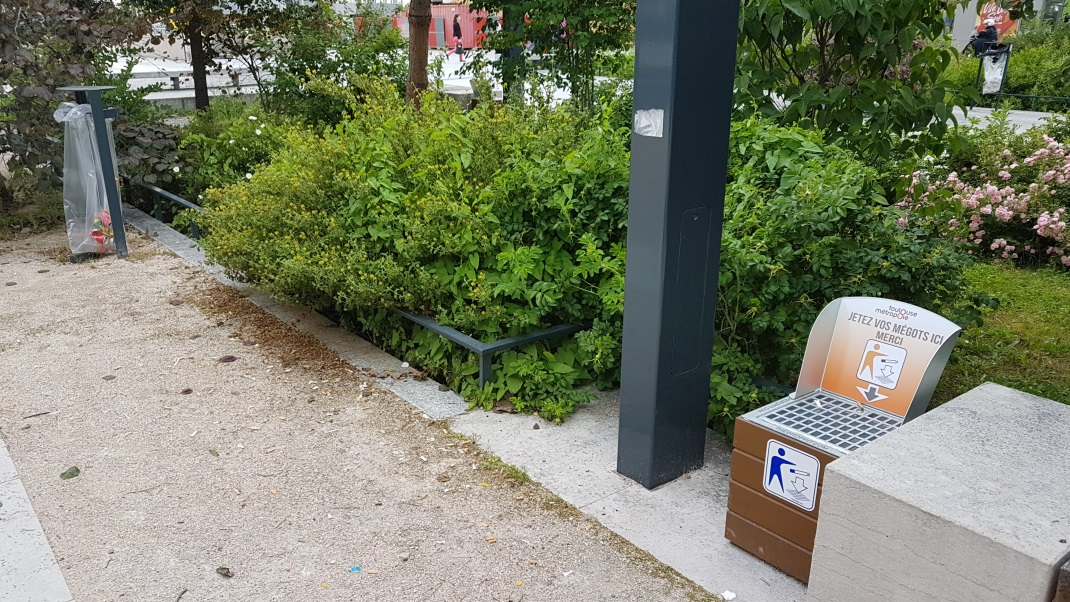 toulouse
métropole
JETEZ VOS MÉGOTS ICI
MERCI